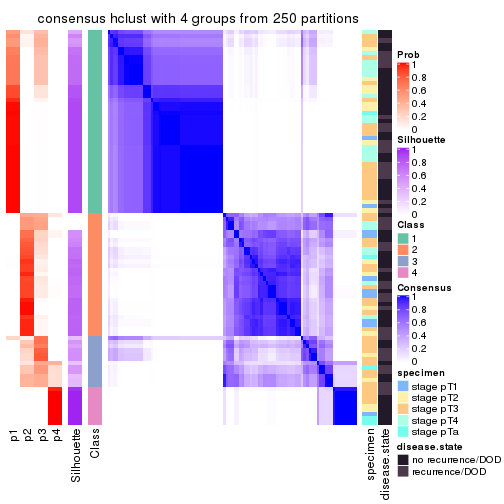 consensus hclust with 4 groups from 250 partitions
Prob
1
0.8
0.6
0.4
0.2
0
Silhouette
1
0.8
0.6
0.4
0.2
0
Class
1
2
3
4
Consensus
1
0.8
0.6
0.4
0.2
0
specimen
stage pT1
stage pT2
stage pT3
stage pT4
stage pTa
disease.state
no recurrence/DOD
recurrence/DOD
p1
p2
p3
p4
Silhouette
Class
specimen
disease.state